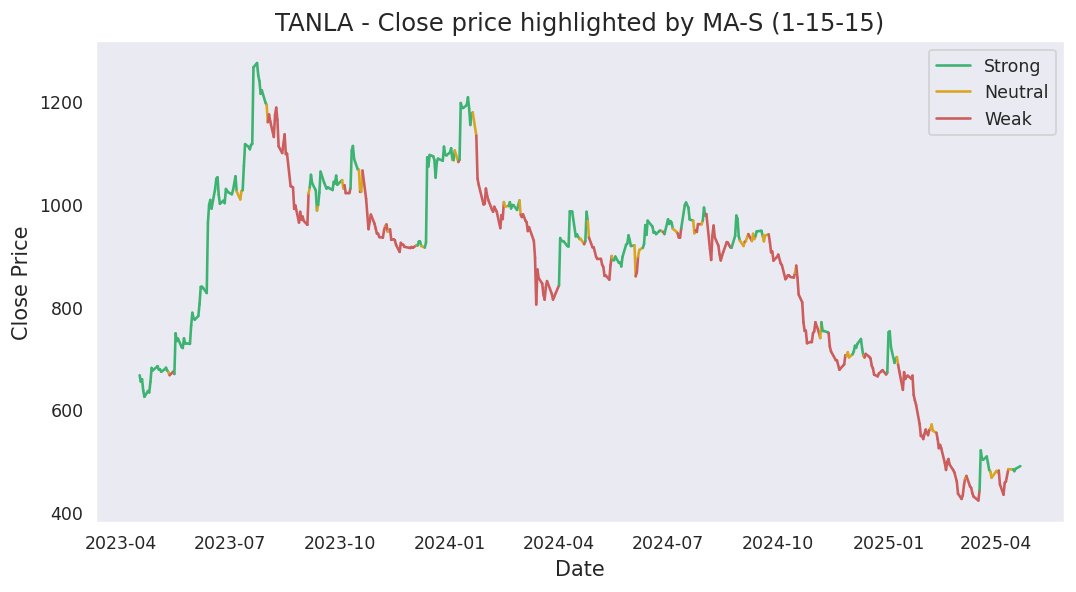 TANLA - Close price highlighted by MA-S (1-15-15)
Strong
Neutral
Weak
Close Price
1200
1000
800
600
400
2023-04 2023-07 2023-10 2024-01 2024-04 2024-07 2024-10 2025-01 2025-04
Date